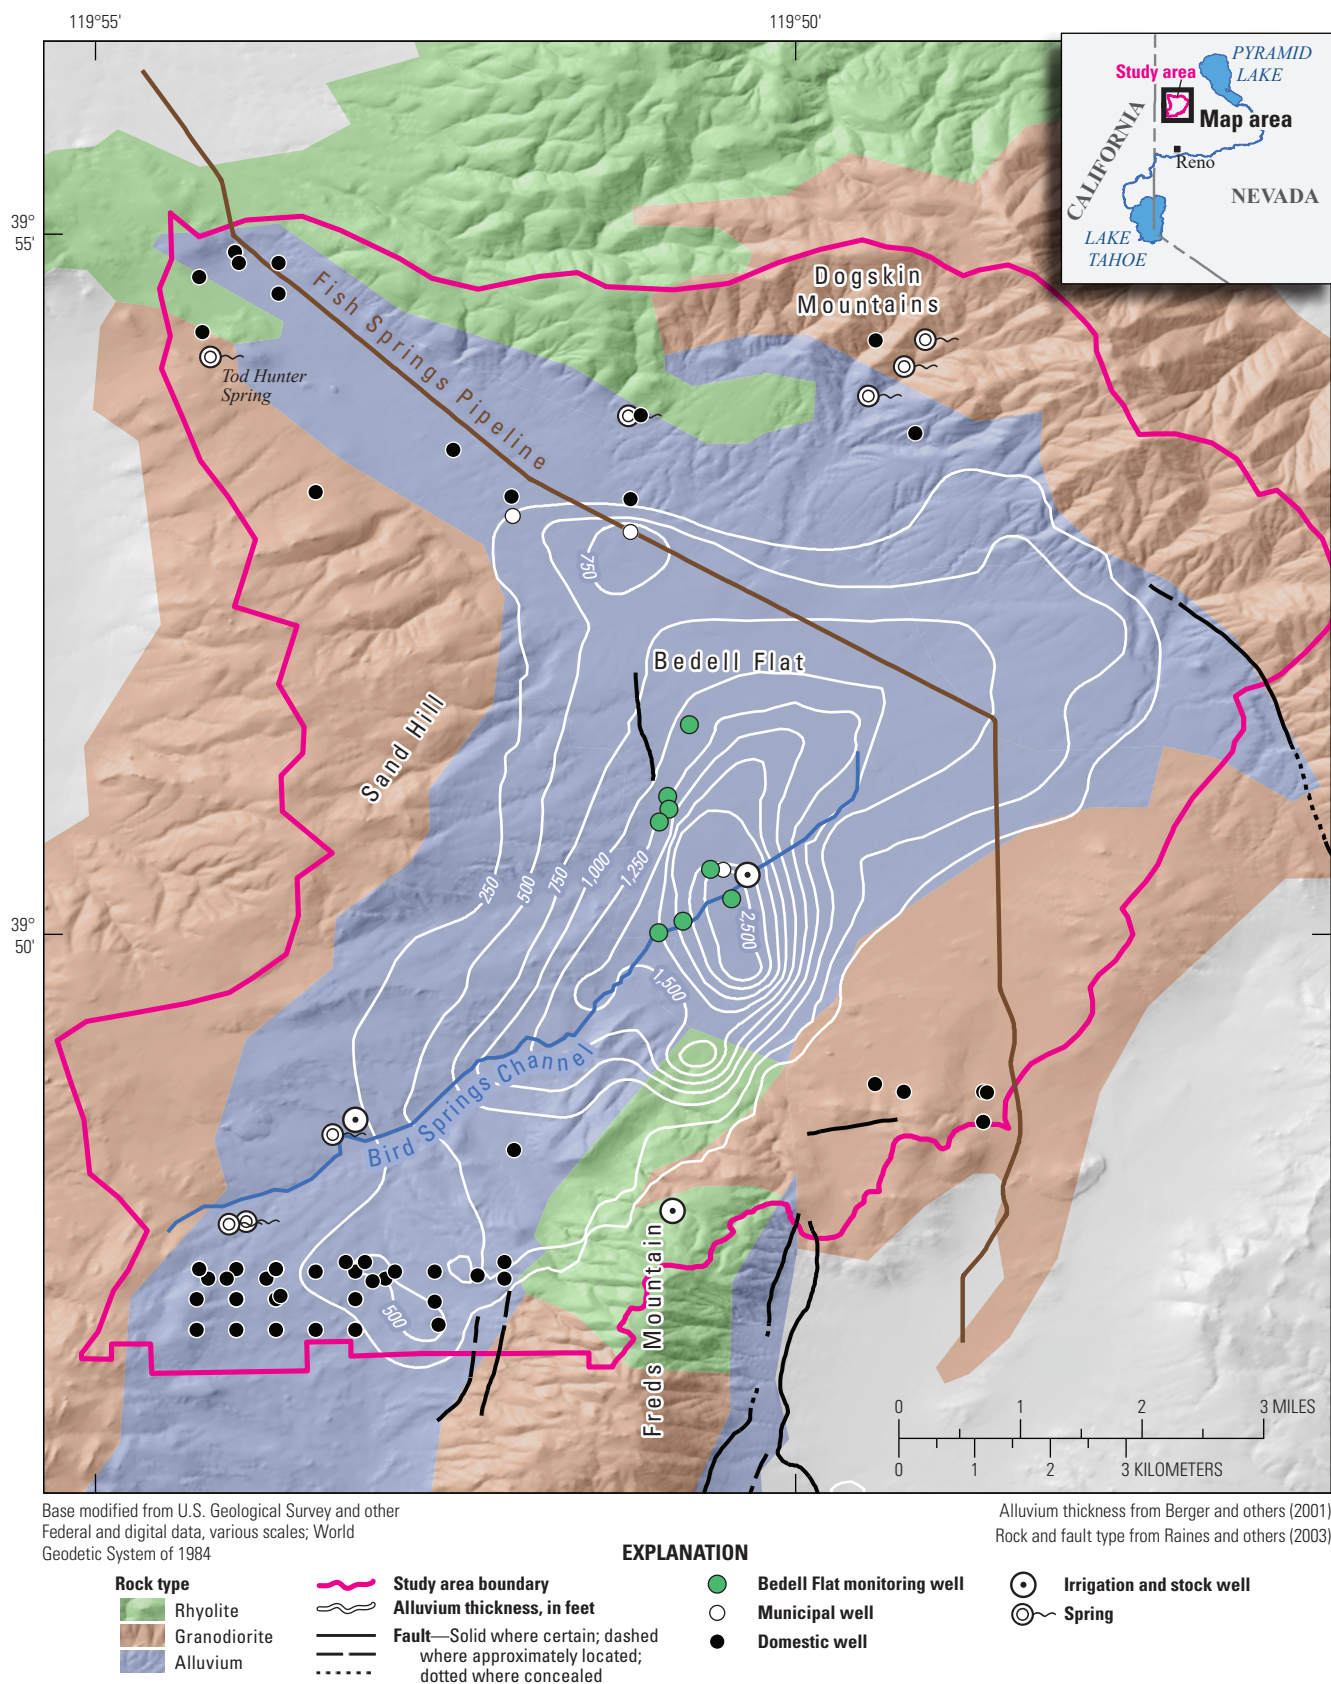 119°55'
119°50'
39°
55'
39°
50'
PYRAMID
LAKE
Study area
Map area
CALIFORNIA
Reno
NEVADA
LAKE
TAHOE
Dogskin
Mountains
Fish Springs Pipeline
Tod Hunter
Spring
750
Bedell Flat
Sand Hill
250
500
750
1,000
1,250
2,500
1,500
Bird Springs Channel
500
Freds Mountain
0 1 2 3 MILES
0 1 2 3 KILOMETERS
Base modified from U.S. Geological Survey and other
Federal and digital data, various scales; World
Geodetic System of 1984
Alluvium thickness from Berger and others (2001)
Rock and fault type from Raines and others (2003)
EXPLANATION
Rock type
Rhyolite
Granodiorite
Alluvium
Study area boundary
Alluvium thickness, in feet
Fault—Solid where certain; dashed
where approximately located;
dotted where concealed
Bedell Flat monitoring well
Municipal well
Domestic well
Irrigation and stock well
Spring